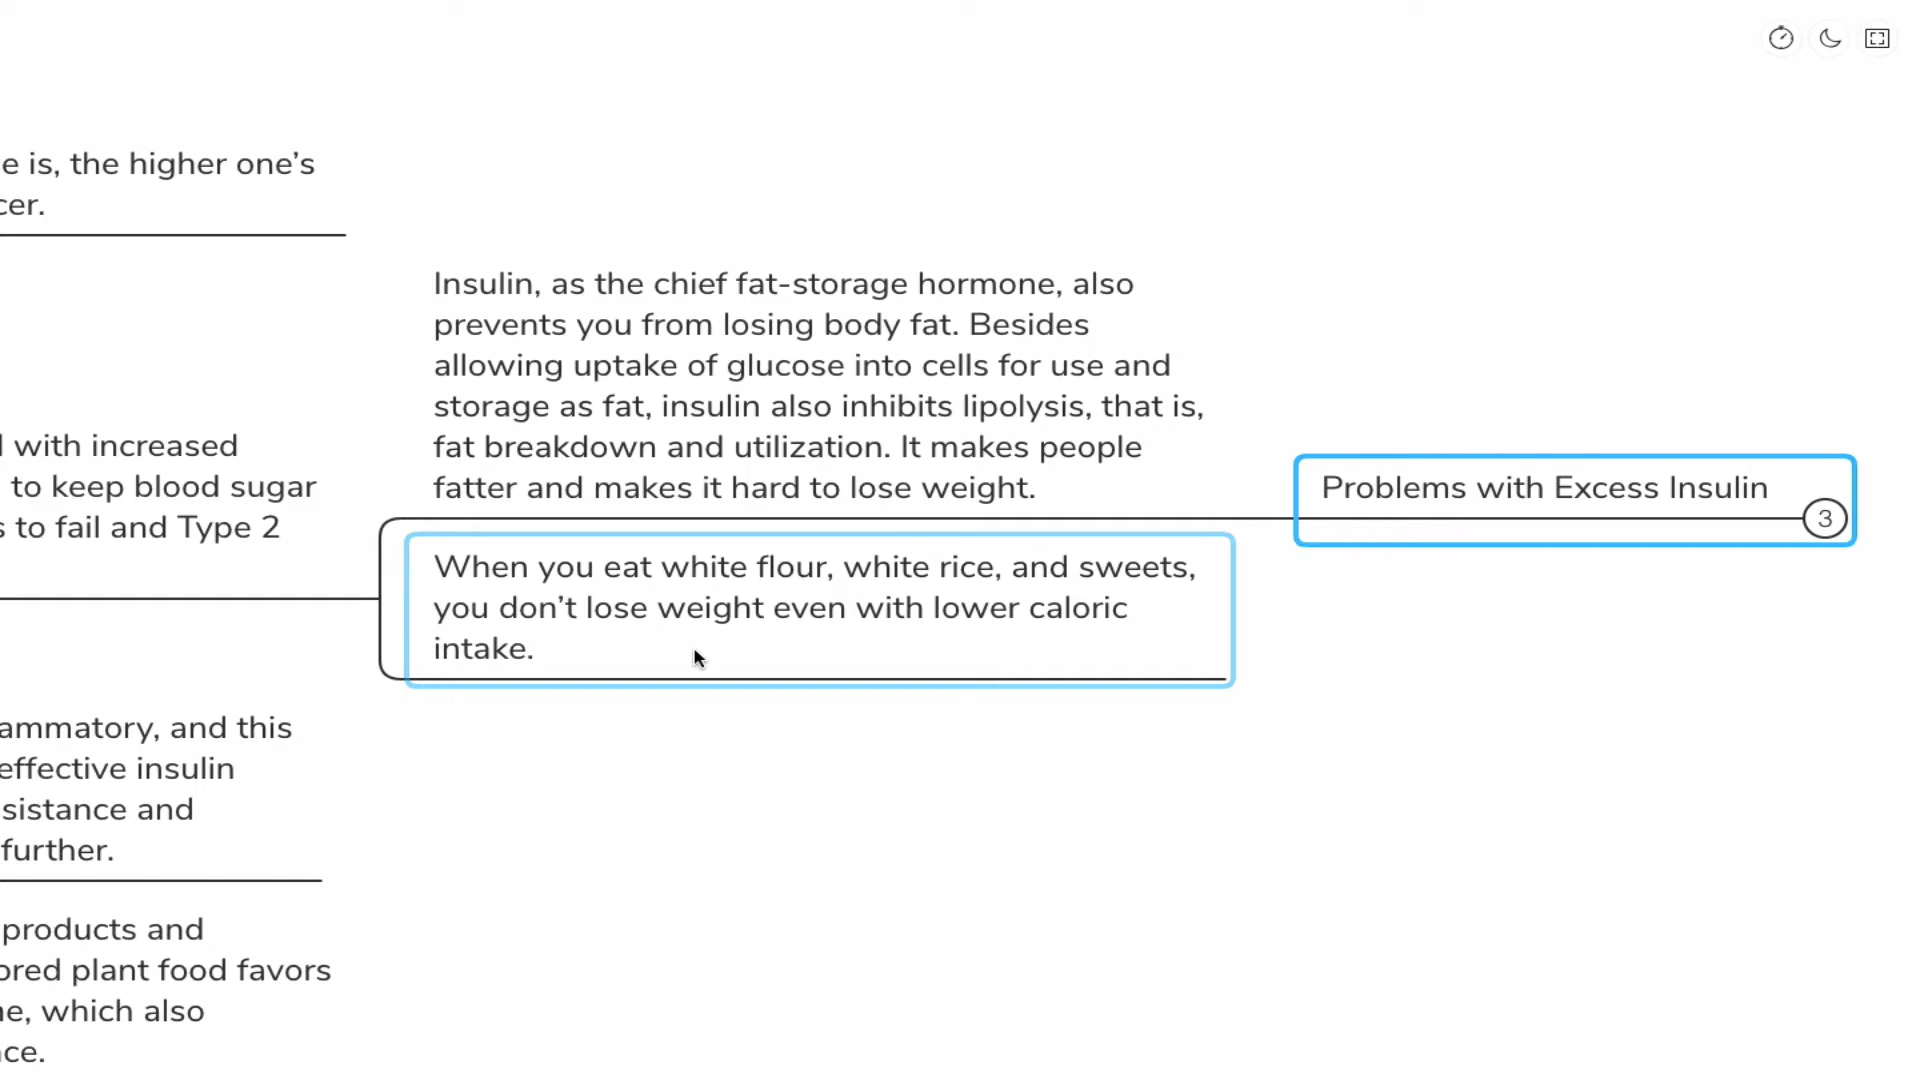 e is, the higher one's
cer.
Insulin, as the chief fat-storage hormone, also
prevents you from losing body fat. Besides
allowing uptake of glucose into cells for use and
storage as fat, insulin also inhibits lipolysis, that is,
fat breakdown and utilization. It makes people
fatter and makes it hard to lose weight.
Problems with Excess Insulin
3
When you eat white flour, white rice, and sweets,
you don't lose weight even with lower caloric
intake.
with increased
to keep blood sugar
s to fail and Type 2
ammatory, and this
effective insulin
sistance and
further.
products and
ored plant food favors
ne, which also
nce.